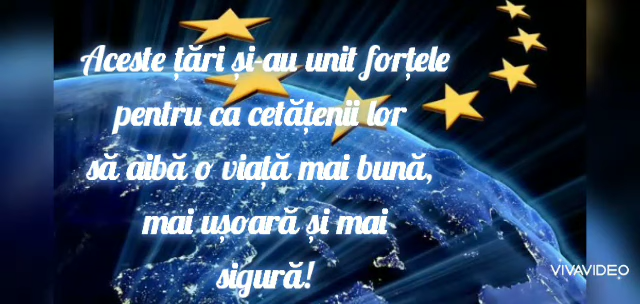 Aceste țări și-au unit forțele
pentru ca cetățenii lor
să aibă o viață mai bună,
mai ușoară și mai
sigură!
VIVAVIDEO